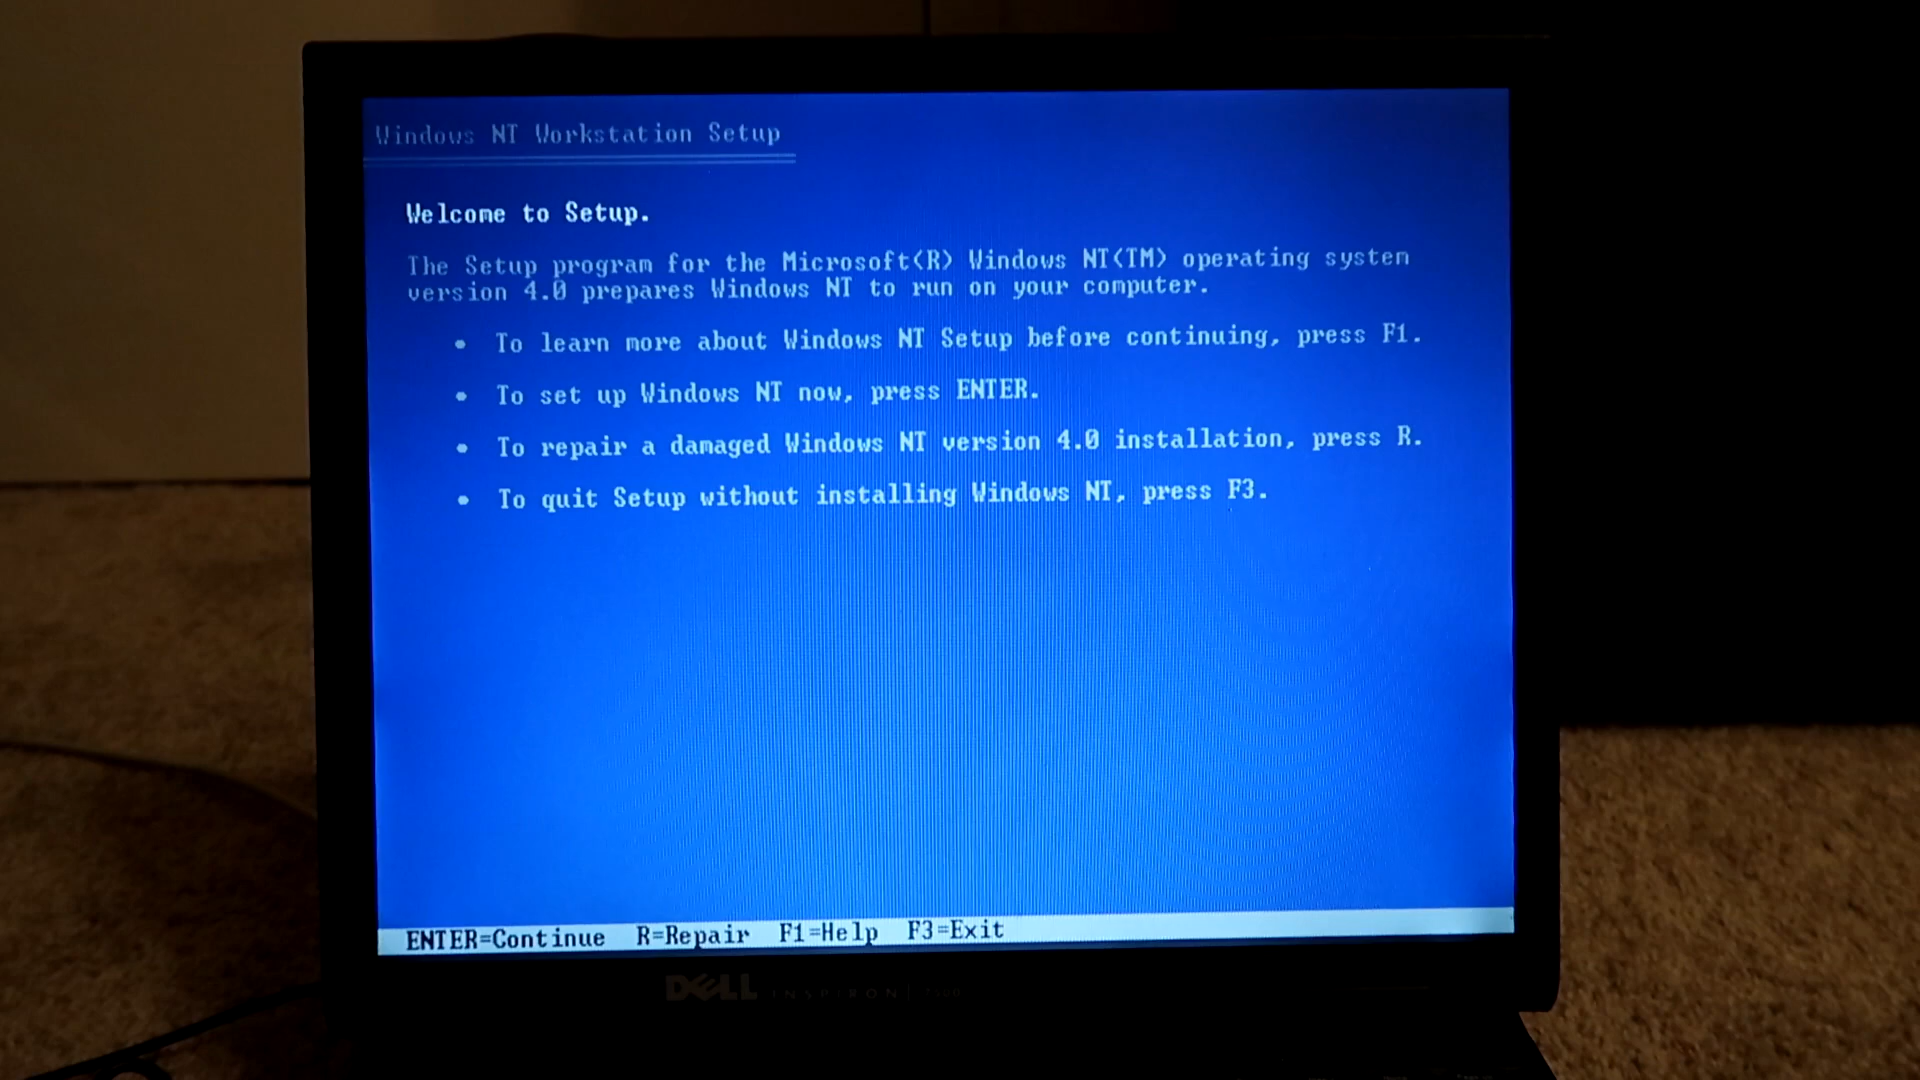 Windows NT Workstation Setup
Welcome to Setup.
The Setup program for the Microsoft(R) Windows NT(TM) operating system
version 4.0 prepares Windows NT to run on your computer.
• To learn more about Windows NT Setup before continuing, press F1.
• To set up Windows NT now, press ENTER.
• To repair a damaged Windows NT version 4.0 installation, press R.
• To quit Setup without installing Windows NT, press F3.
ENTER=Continue R=Repair F1=Help F3=Exit
DELL INSPIRON